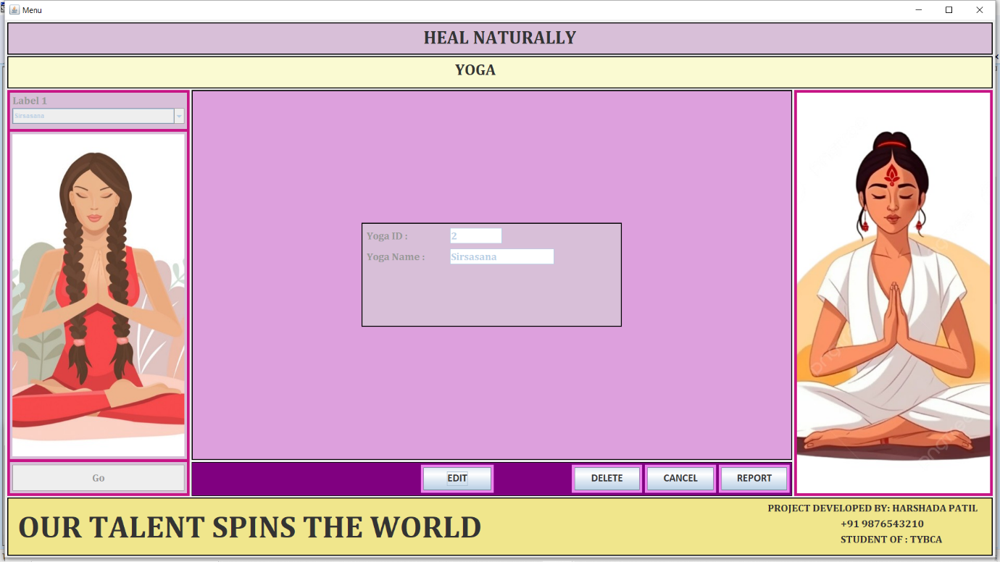 Menu
HEAL NATURALLY
YOGA
Label 1
Sirsasana
Yoga ID :
2
Yoga Name :
Sirsasana
Go
EDIT
DELETE
CANCEL
REPORT
OUR TALENT SPINS THE WORLD
PROJECT DEVELOPED BY: HARSHADA PATIL
+91 9876543210
STUDENT OF : TYBCA